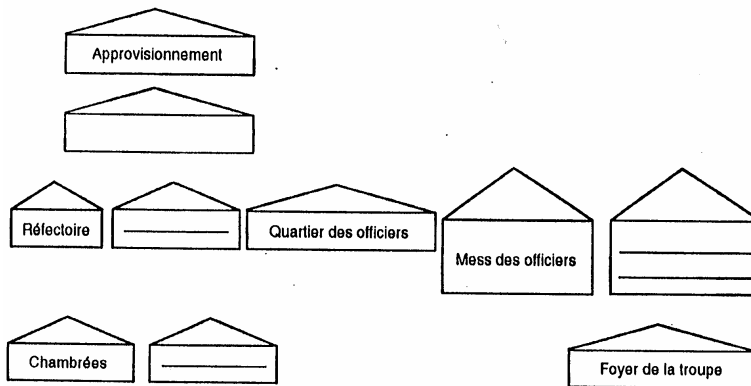 Approvisionnement
Réfectoire
Quartier des officiers
Mess des officiers
Chambrées
Foyer de la troupe